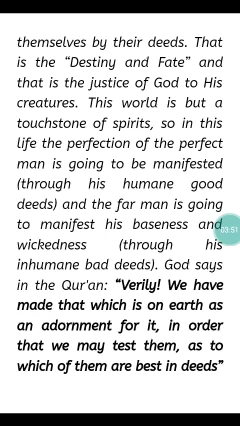 themselves by their deeds. That
is the “Destiny and Fate” and
that is the justice of God to His
creatures. This world is but a
touchstone of spirits, so in this
life the perfection of the perfect
man is going to be manifested
(through his humane good
deeds) and the far man is going
to manifest his baseness and
03:51
wickedness (through his
inhumane bad deeds). God says
in the Qur'an: “Verily! We have
made that which is on earth as
an adornment for it, in order
that we may test them, as to
which of them are best in deeds”